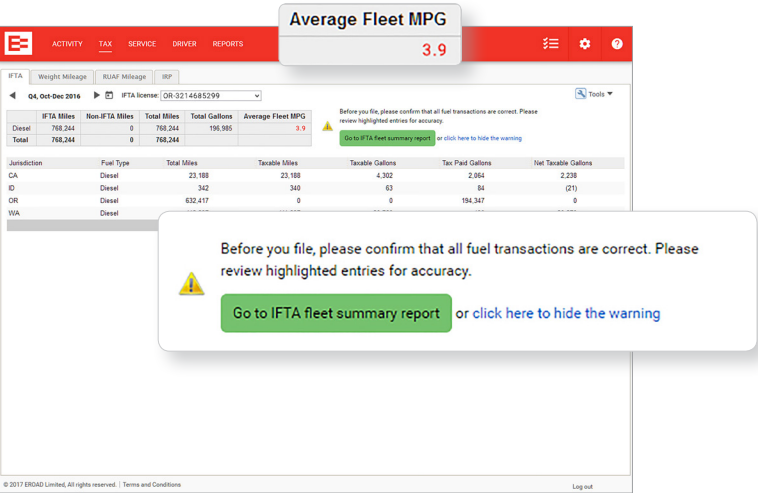 Average Fleet MPG
3.9
ACTIVITY TAX SERVICE DRIVER REPORTS
IFTA Weight Mileage RUAF Mileage IRP
Q4, Oct-Dec 2016 IFTA license: OR-3214685299 Tools
IFTA Miles Non-IFTA Miles Total Miles Total Gallons Average Fleet MPG
Diesel 768,244 0 768,244 196,985 3.9
Total 768,244 0 768,244
Before you file, please confirm that all fuel transactions are correct. Please
review highlighted entries for accuracy.
Go to IFTA fleet summary report or click here to hide the warning
Jurisdiction Fuel Type Total Miles Taxable Miles Taxable Gallons Tax Paid Gallons Net Taxable Gallons
CA Diesel 23,188 23,188 4,302 2,064 2,238
ID Diesel 342 340 63 84 (21)
OR Diesel 632,417 0 0 194,347 0
WA Diesel
Before you file, please confirm that all fuel transactions are correct. Please
review highlighted entries for accuracy.
Go to IFTA fleet summary report or click here to hide the warning
© 2017 EROAD Limited, All rights reserved. | Terms and Conditions
Log out